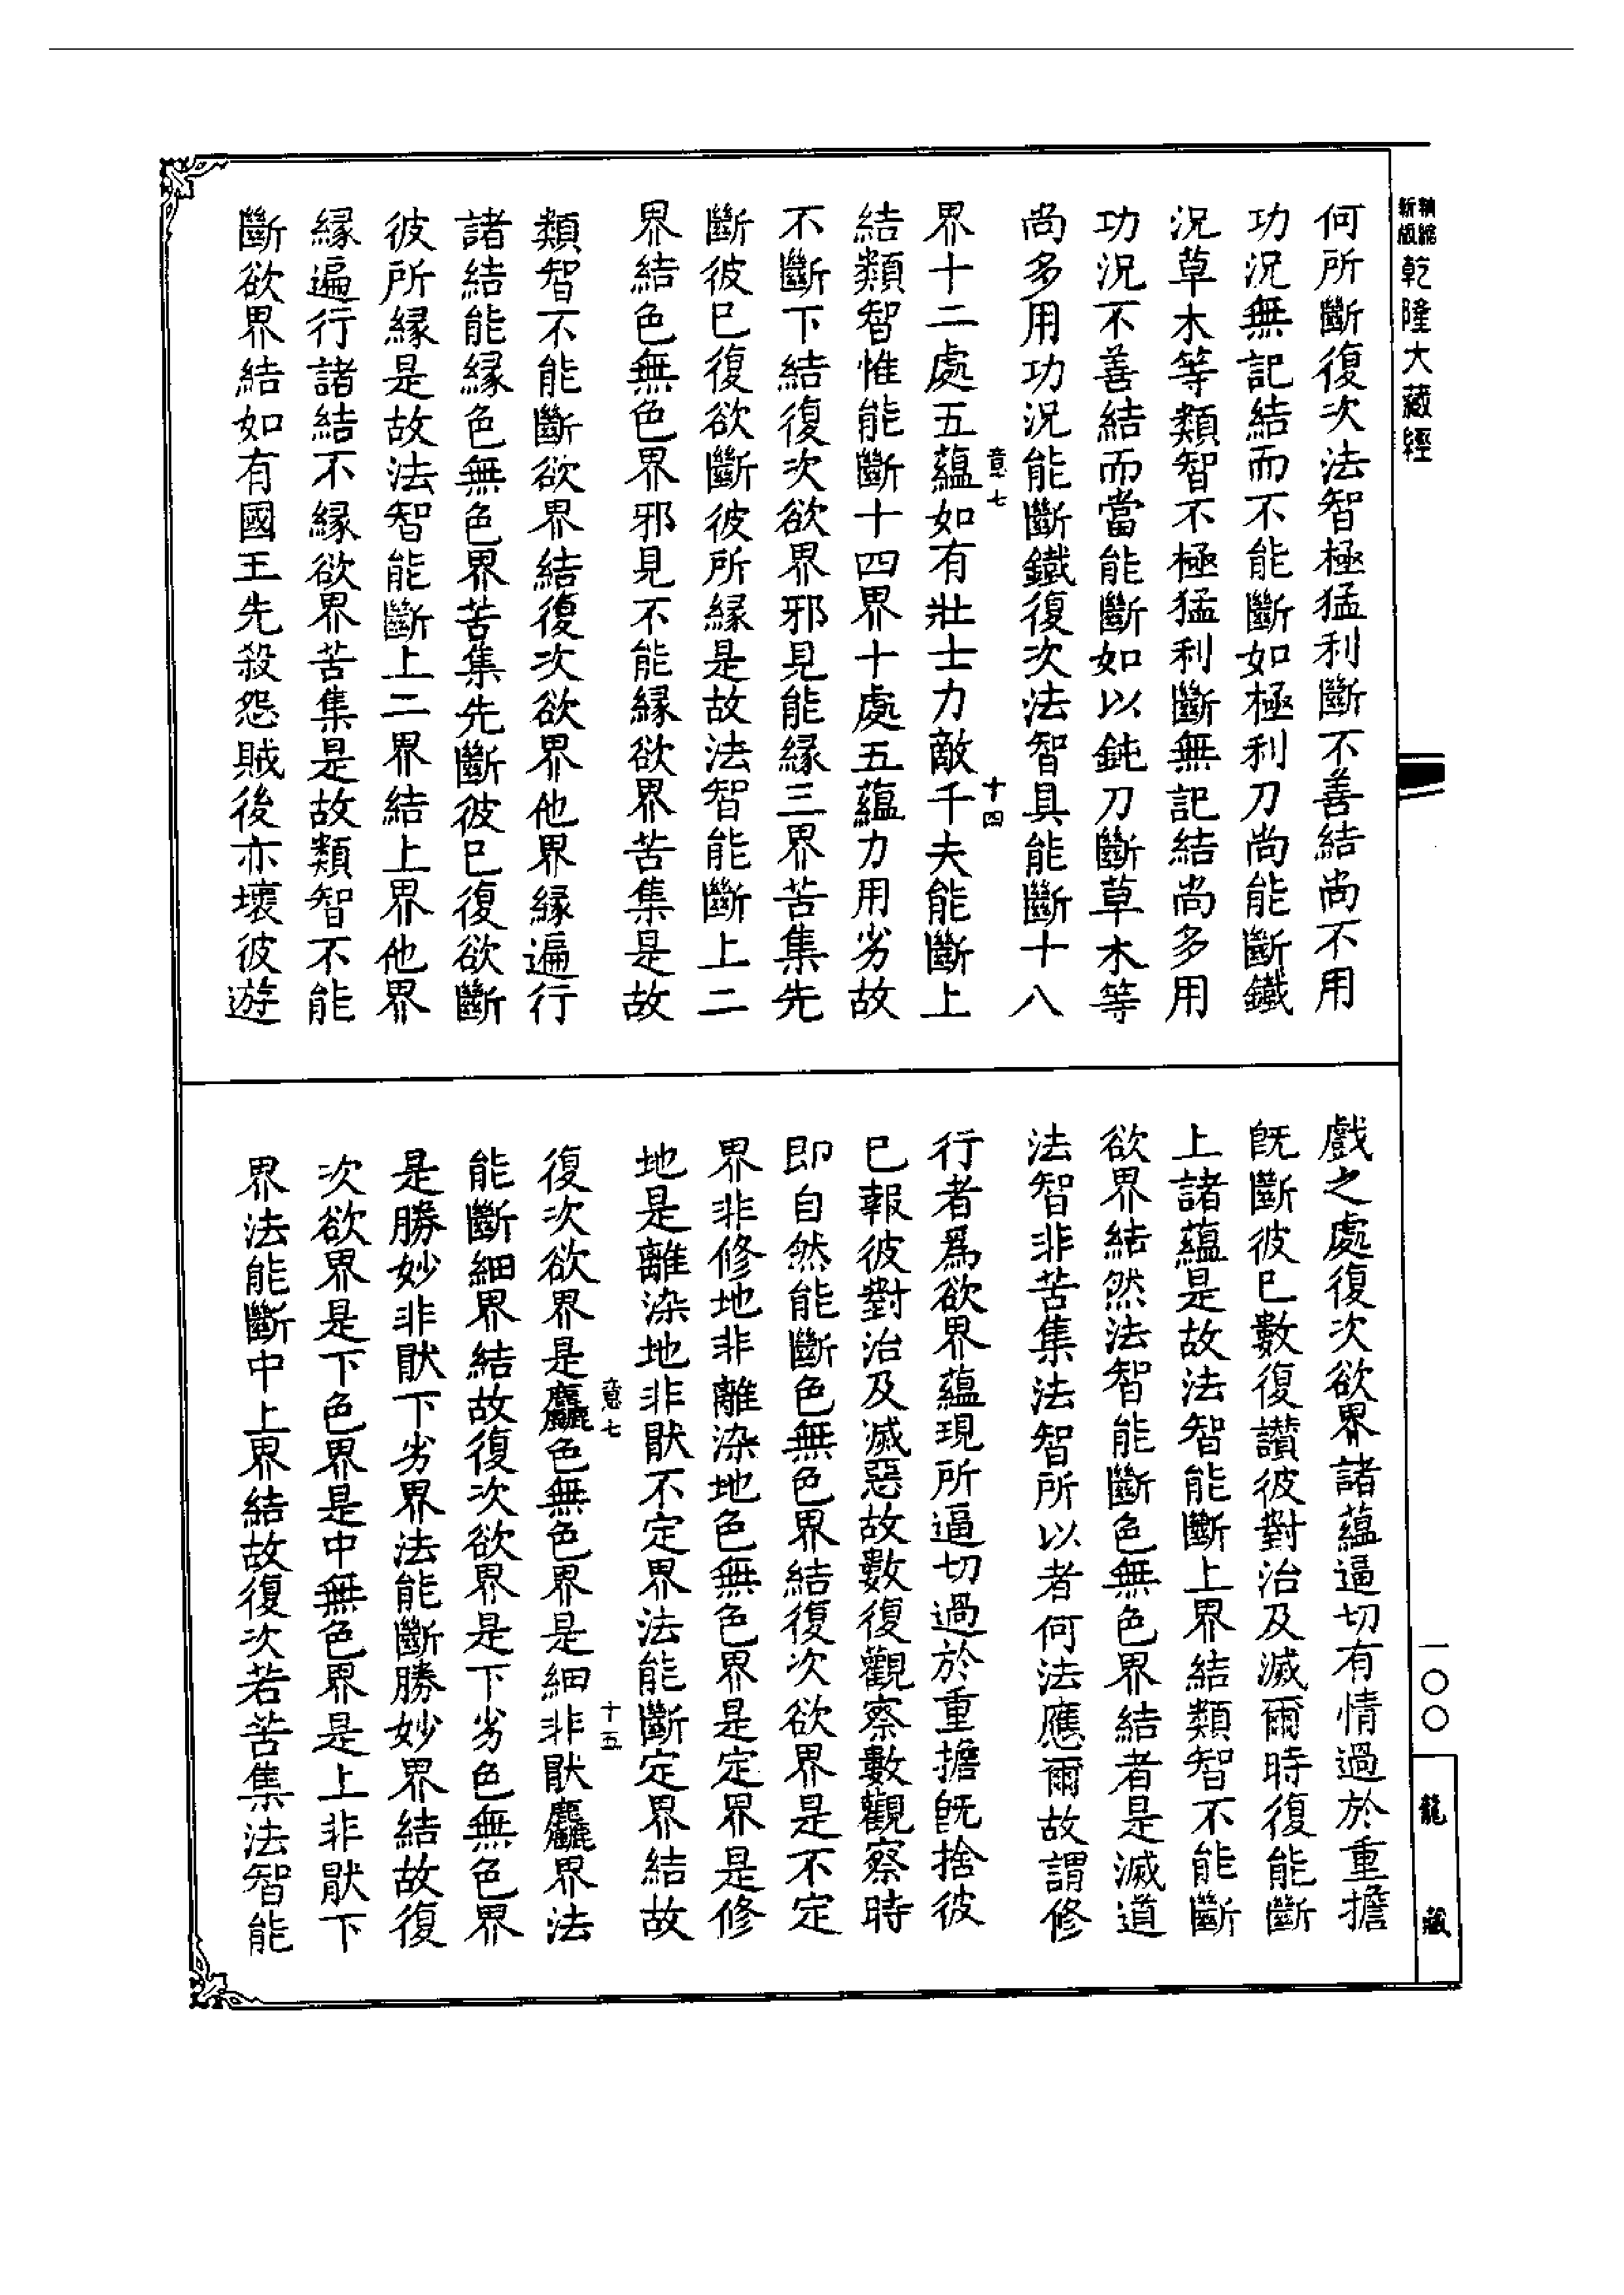 新版
縮
乾隆大藏經
何所斷復次法智極猛利斷不善結尚不用
功況無記結而不能斷如極利刀尚能斷鐵
況草木等類智不極猛利斷無記結尚多用
功況不善結而當能斷如以鈍刀斷草木等
尚多用功況能斷鐵復次法智具能斷十八
界十二處五蘊如有壯士力敵千夫能斷上
意七
十四
結類智惟能斷十四界十處五蘊力用劣故
不斷下結復次欲界邪見能緣三界苦集先
斷彼巳復欲斷彼所緣是故法智能斷上二
界結色無色界邪見不能緣欲界苦集是故
類智不能斷欲界結復次欲界他界緣遍行
諸結能緣色無色界苦集先斷彼巳復欲斷
彼所緣是故法智能斷上二界結上界他界
緣遍行諸結不緣欲界苦集是故類智不能
斷欲界結如有國王先殺怨賊後亦壞彼遊
戲之處復次欲界諸蘊逼切有情過於重擔
旣斷彼巳數復讚彼對治及滅爾時復能斷
上諸蘊是故法智能斷上界結類智不能斷
欲界結然法智能斷色無色界結者是滅道
法智非苦集法智所以者何法應爾故謂修
行者爲欲界蘊現所逼切過於重擔旣捨彼
巳報彼對治及滅惡故數復觀察數觀察時
即自然能斷色無色界結復次欲界是不定
界非修地非離染地色無色界是定界是修
地是離染地非猒不定界法能斷定界結故
意七
十五
復次欲界是麤色無色界是細非猒麤界法
能斷細界結故復次欲界是下劣色無色界
是勝妙非猒下劣界法能斷勝妙界結故復
次欲界是下色界是中無色界是上非猒下
界法能斷中上界結故復次若苦集法智能
一〇〇
龍藏